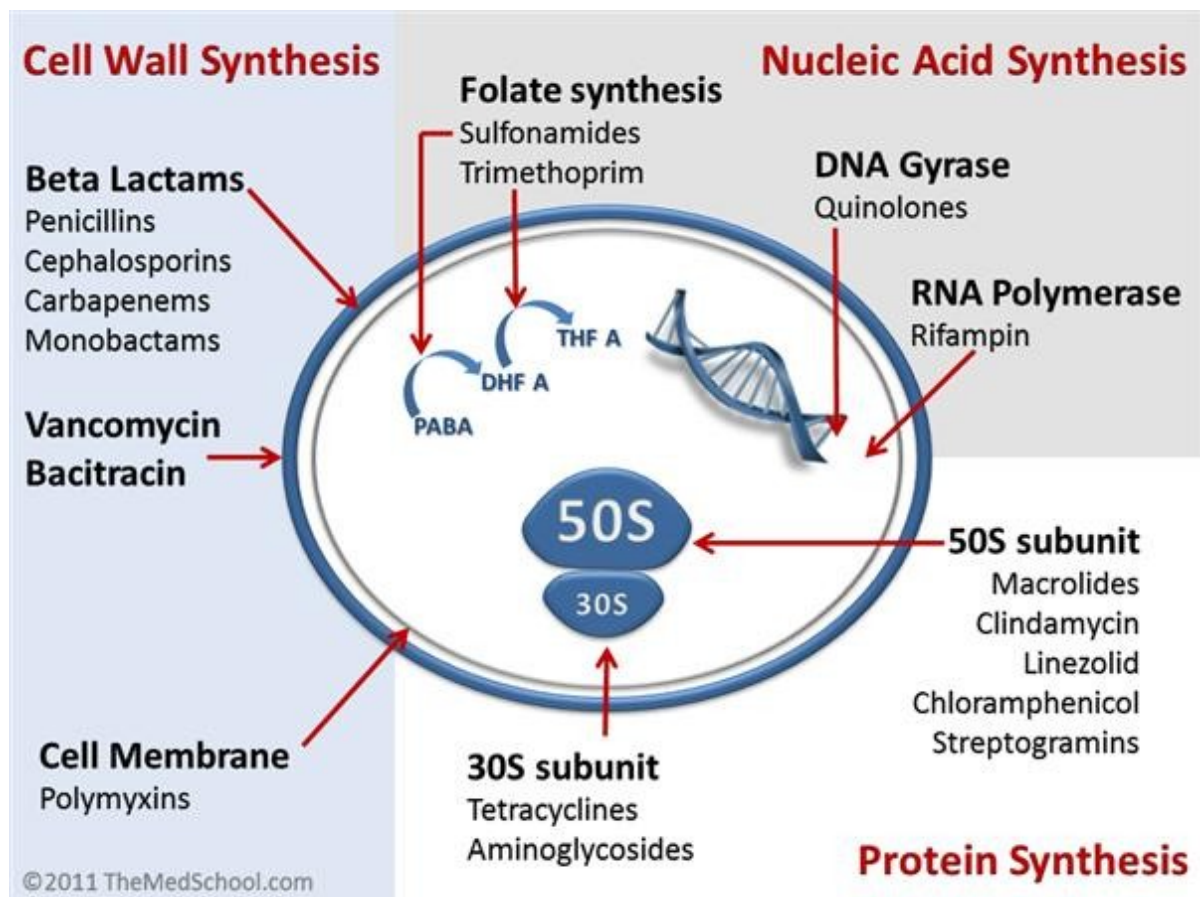 Cell Wall Synthesis
Nucleic Acid Synthesis
Folate synthesis
Sulfonamides
Trimethoprim
Beta Lactams
Penicillins
Cephalosporins
Carbapenems
Monobactams
DNA Gyrase
Quinolones
RNA Polymerase
Rifampin
THF A
DHF A
PABA
Vancomycin
Bacitracin
50S
30S
50S subunit
Macrolides
Clindamycin
Linezolid
Chloramphenicol
Streptogramins
Cell Membrane
Polymyxins
30S subunit
Tetracyclines
Aminoglycosides
Protein Synthesis
©2011 TheMedSchool.com